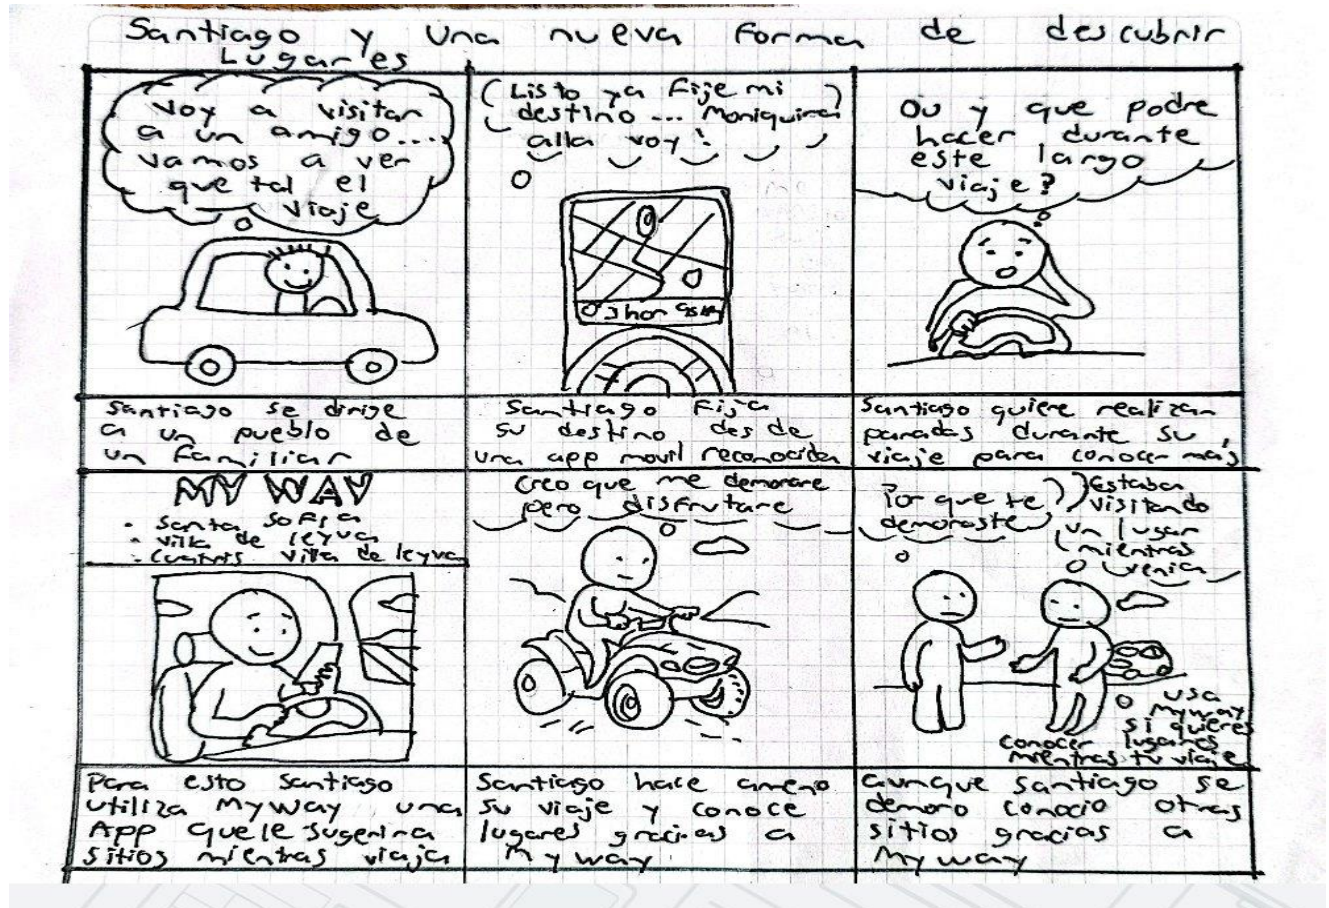 Santiago y una nueva forma de descubrir
Lugares
Voy a visitar
a un amigo....
vamos a ver
que tal el
viaje
Listo ya fije mi
destino... Moniquira
alla voy!
Ou y que podre
hacer durante
este largo
viaje?
Santiago se dirige
a un pueblo de
un familiar
Santiago fija
su destino desde
una app movil reconocida
Santiago quiere realizar
paradas durante su
viaje para conocer mas
MY WAY
• Santa Sofia
• Villa de leyva
• Villa de leyva
Creo que me demorare
pero disfrutare
Por que te
demoraste
Estaba
visitando
un lugar
mientras
venia
usa
Myway
si quieres
conocer lugares
mientras tu viaje
Para esto Santiago
utiliza MyWay una
App que le sugerira
sitios mientras viaja
Santiago hace ameno
su viaje y conoce
lugares gracias a
My way
aunque Santiago se
demoro conocio otros
sitios gracias a
My way